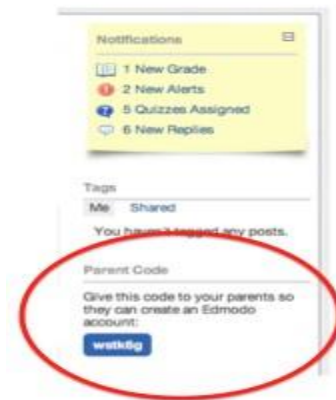 Notifications
1 New Grade
2 New Alerts
5 Quizzes Assigned
6 New Replies
Tags
Me Shared
You haven't tagged any posts.
Parent Code
Give this code to your parents so
they can create an Edmodo
account: